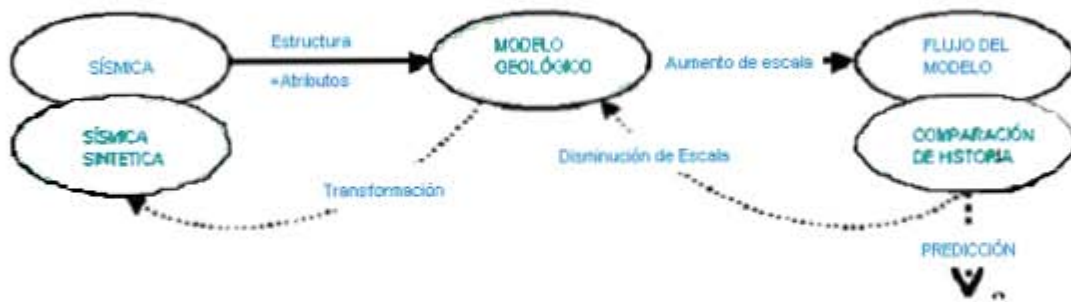 SÍSMICA
SÍSMICA
SINTETICA
Estructura
+Atributos
MODELO
GEOLÓGICO
Aumento de escala
FLUJO DEL
MODELO
COMPARACIÓN
DE HISTORIA
Transformación
Disminución de Escala
PREDICCIÓN